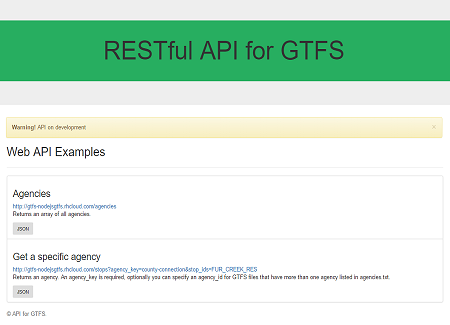 RESTful API for GTFS
Warning! API on development
×
Web API Examples
Agencies
http://gtfs-nodejsgtfs.rhcloud.com/agencies
Returns an array of all agencies.
JSON
Get a specific agency
http://gtfs-nodejsgtfs.rhcloud.com/stops?agency_key=county-connection&stop_ids=FUR_CREEK_RES
Returns an agency. An agency_key is required, optionally you can specify an agency_id for GTFS files that have more than one agency listed in agencies.txt.
JSON
© API for GTFS.